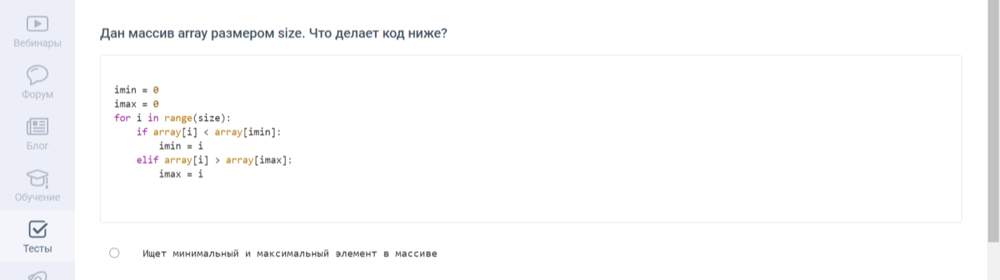 Вебинары
Форум
Блог
Обучение
Тесты
Дан массив array размером size. Что делает код ниже?
imin = 0
imax = 0
for i in range(size):
    if array[i] < array[imin]:
        imin = i
    elif array[i] > array[imax]:
        imax = i
Ищет минимальный и максимальный элемент в массиве